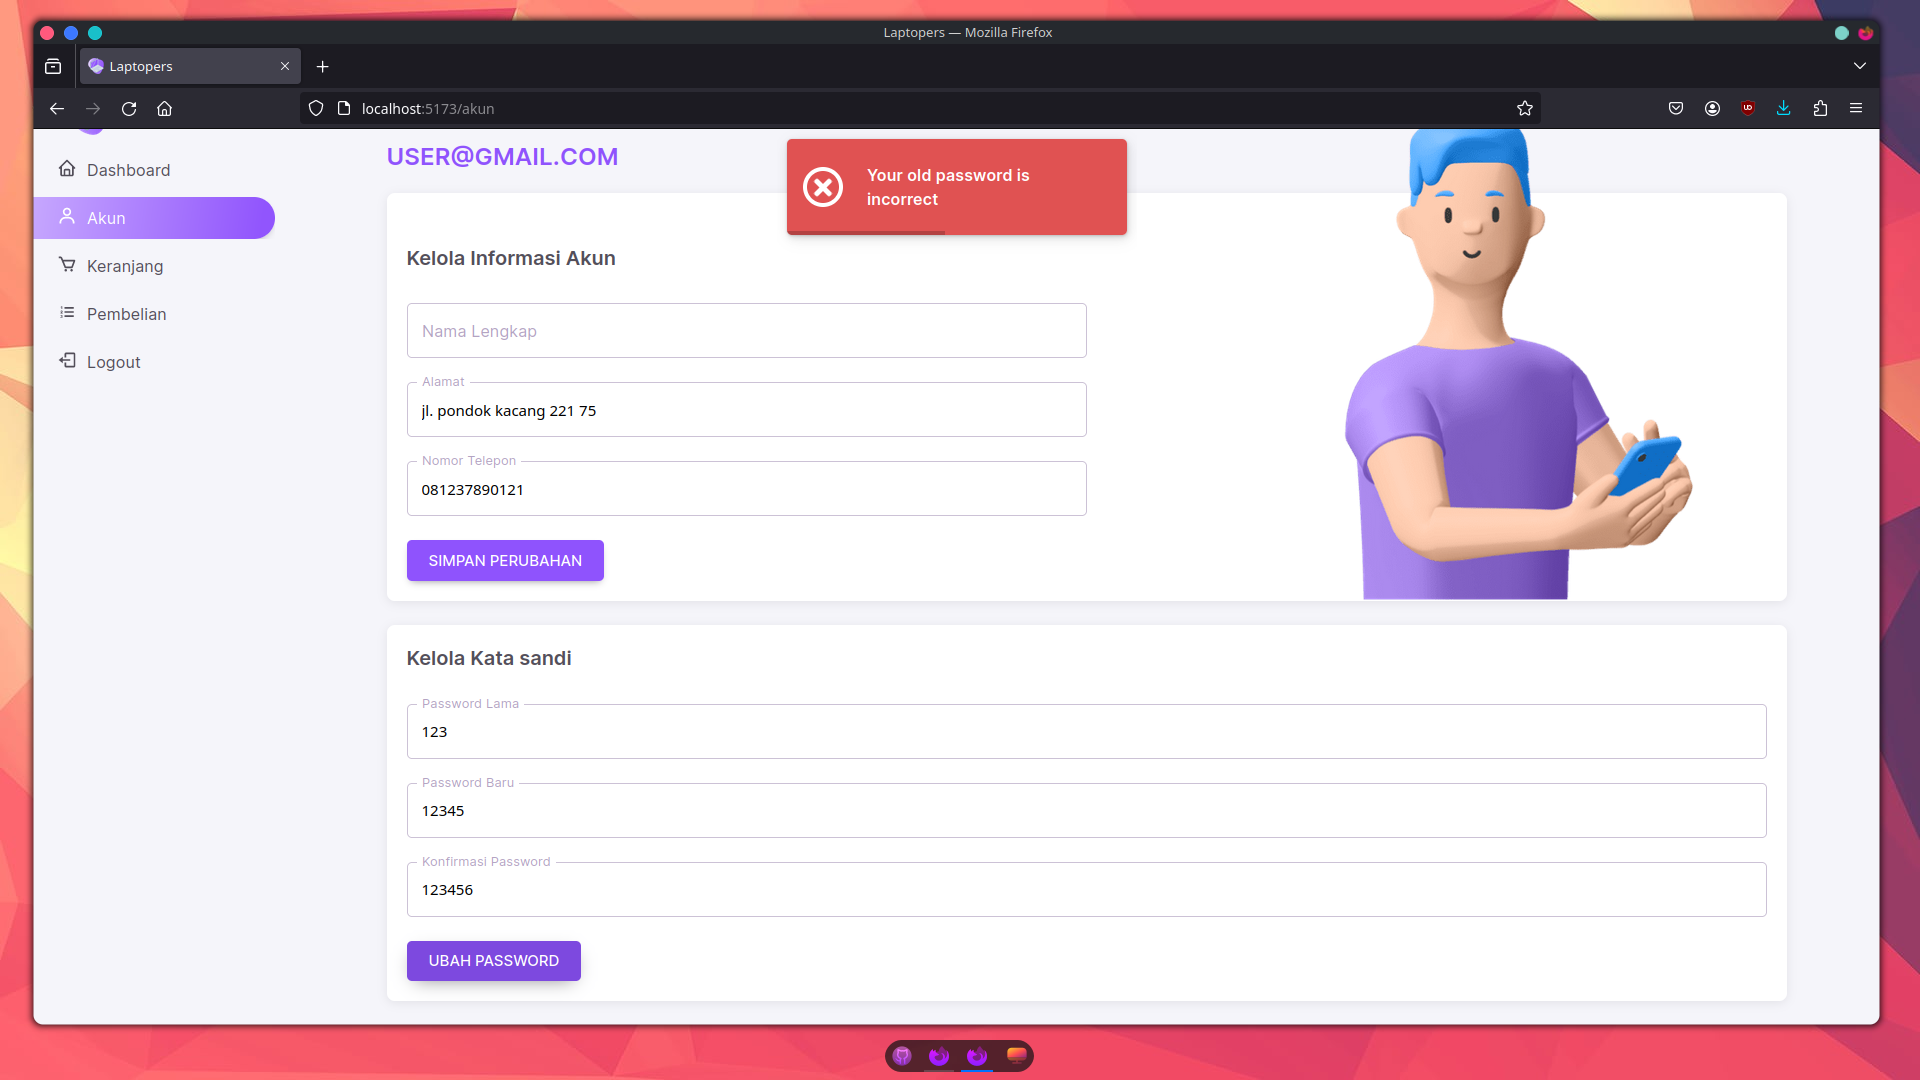 Laptopers — Mozilla Firefox
Laptopers
localhost:5173/akun
Dashboard
Akun
Keranjang
Pembelian
Logout
USER@GMAIL.COM
Your old password is
incorrect
Kelola Informasi Akun
Nama Lengkap
Alamat
jl. pondok kacang 221 75
Nomor Telepon
081237890121
SIMPAN PERUBAHAN
Kelola Kata sandi
Password Lama
123
Password Baru
12345
Konfirmasi Password
123456
UBAH PASSWORD